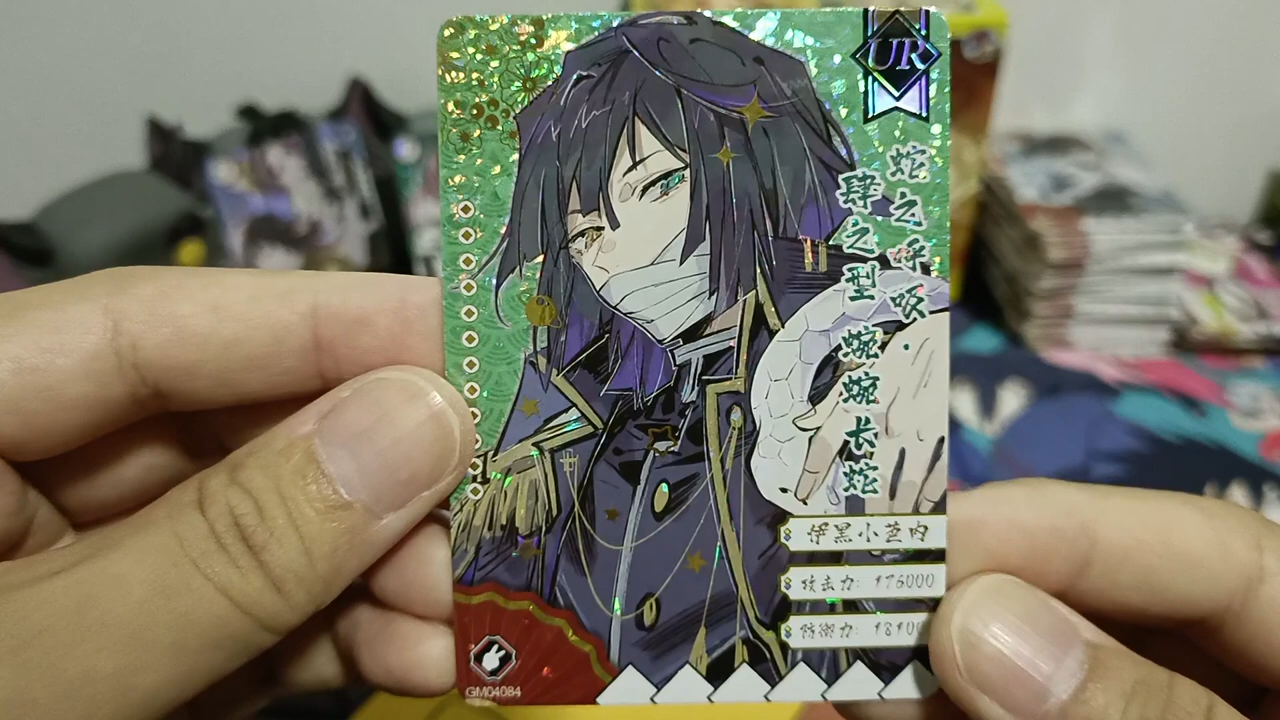 UR
蛇之呼吸·
肆之型 蜿蜿长蛇
伊黑小芭内
攻击力: 176000
防御力: 18100
GM04084